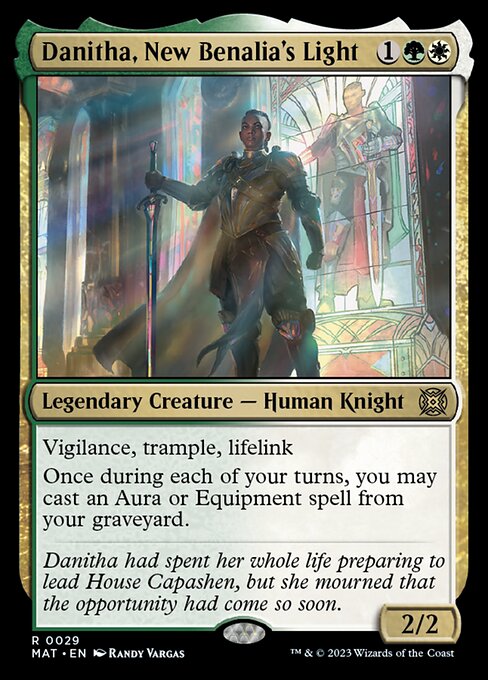 Danitha, New Benalia's Light 1
Legendary Creature — Human Knight
Vigilance, trample, lifelink
Once during each of your turns, you may
cast an Aura or Equipment spell from
your graveyard.
Danitha had spent her whole life preparing to
lead House Capashen, but she mourned that
the opportunity had come so soon.
2/2
R 0029
MAT • EN RANDY VARGAS
™ & © 2023 Wizards of the Coast